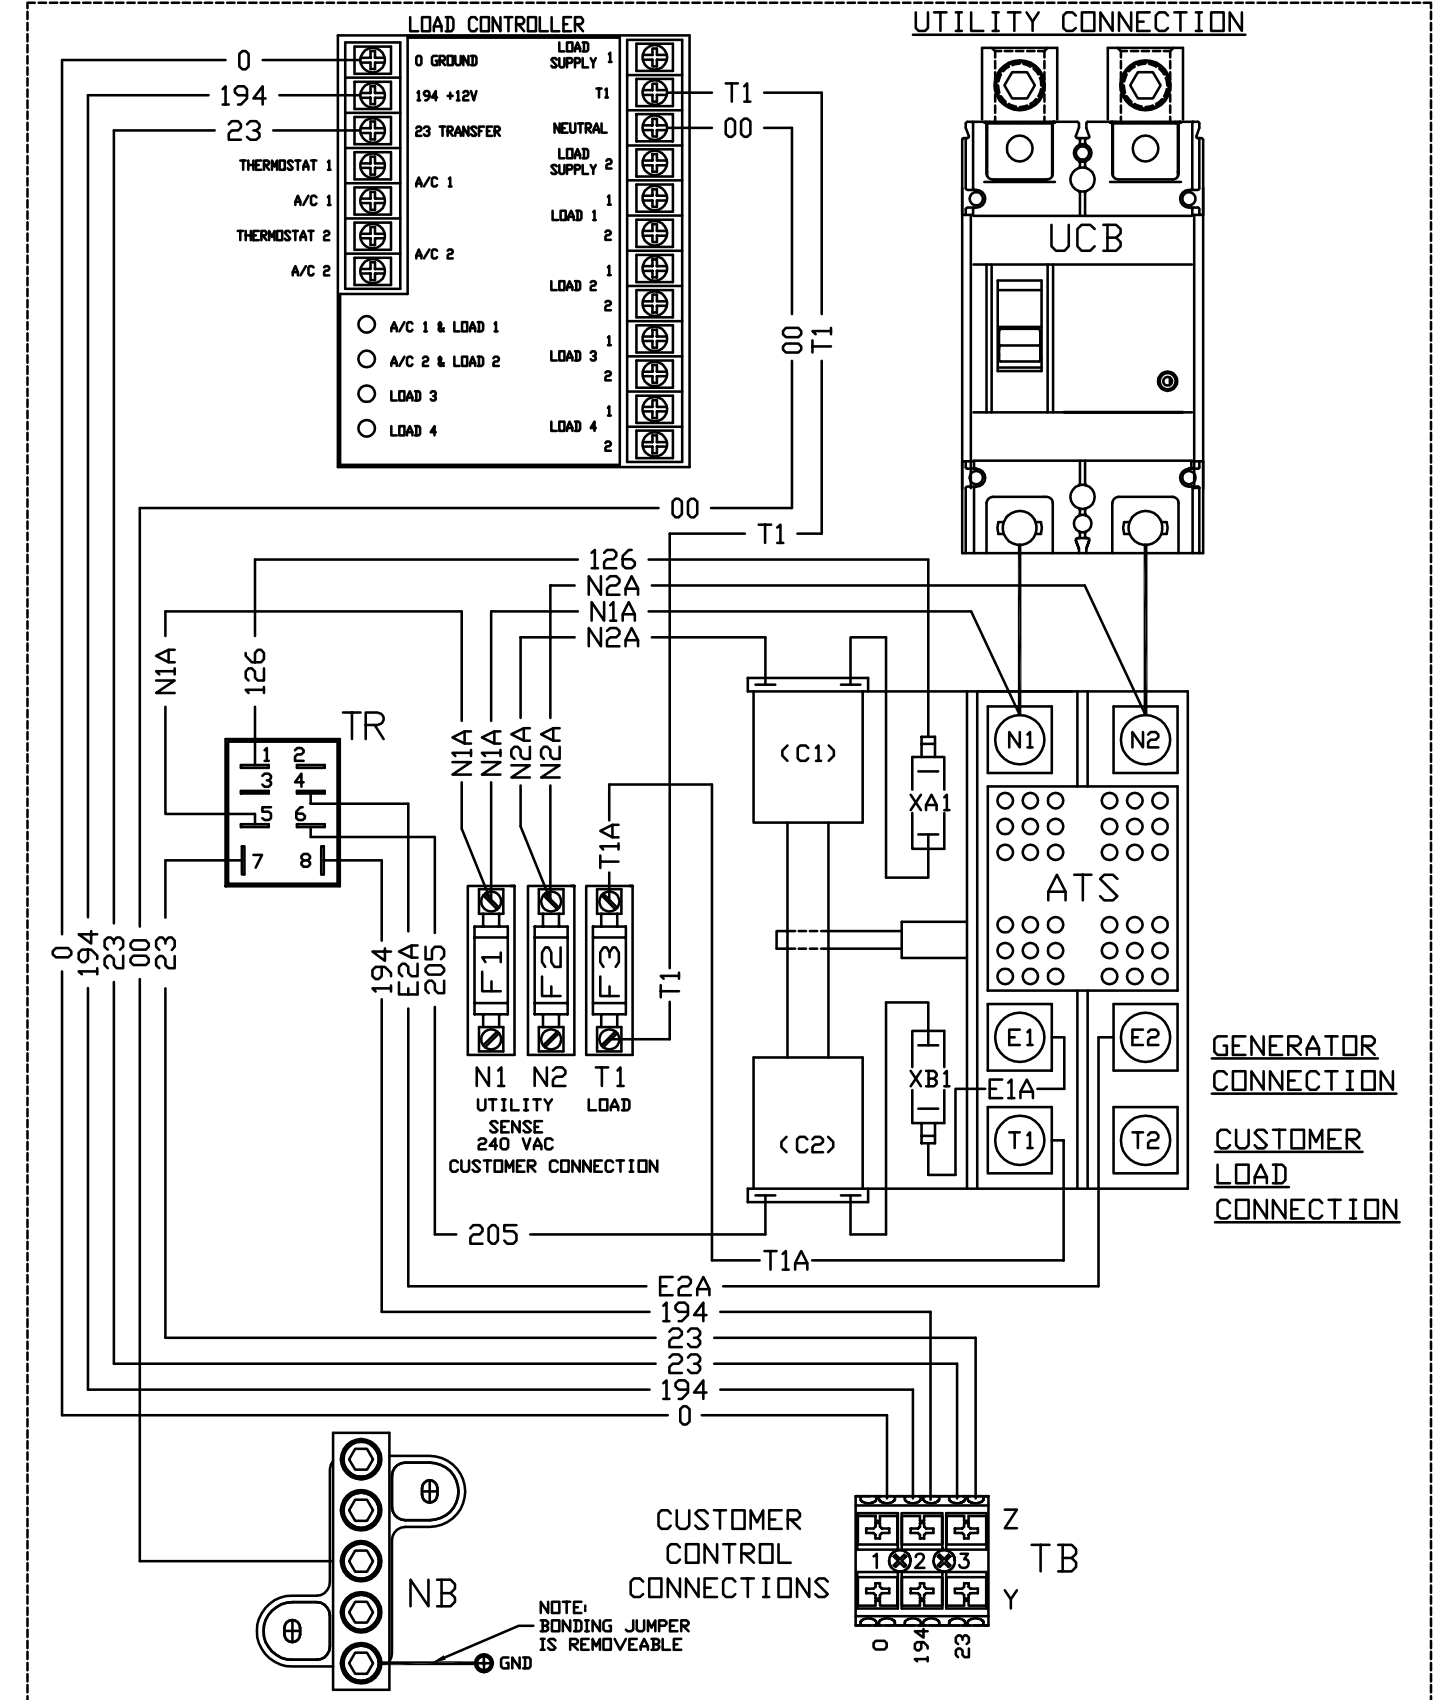 LOAD CONTROLLER
UTILITY CONNECTION
0
0 GROUND
194
194 +12V
23
23 TRANSFER
THERMOSTAT 1
A/C 1
A/C 1
THERMOSTAT 2
A/C 2
A/C 2
LOAD
SUPPLY 1
T1
T1
NEUTRAL
00
LOAD
SUPPLY 2
1
LOAD 1
2
1
LOAD 2
2
1
LOAD 3
2
1
LOAD 4
2
A/C 1 & LOAD 1
A/C 2 & LOAD 2
LOAD 3
LOAD 4
00
T1
UCB
00
T1
126
N2A
N1A
N2A
N1A
126
TR
1 2
3 4
5 6
7 8
N1A
N1A
N2A
N2A
T1A
(C1)
XA1
N1
N2
ATS
0
194
23
00
23
194
E2A
205
F1
F2
F3
T1
E1
E2
N1 N2 T1
UTILITY
SENSE
240 VAC
LOAD
CUSTOMER CONNECTION
XB1
E1A
(C2)
T1
T2
GENERATOR
CONNECTION
CUSTOMER
LOAD
CONNECTION
205
T1A
E2A
194
23
23
194
0
NB
NOTE:
BONDING JUMPER
IS REMOVEABLE
GND
CUSTOMER
CONTROL
CONNECTIONS
Z
1 2 3
TB
Y
0
194
23